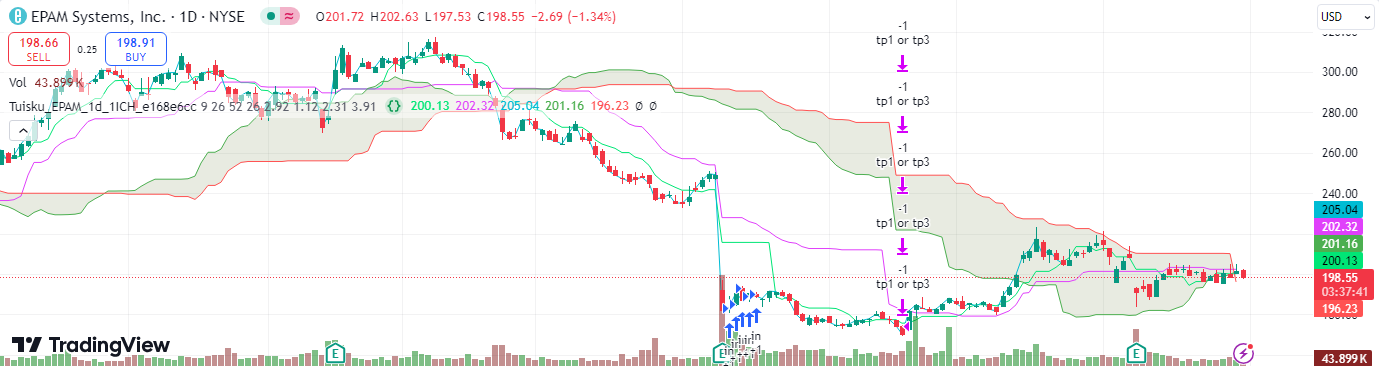 EPAM Systems, Inc. · 1D · NYSE
O201.72 H202.63 L197.53 C198.55 −2.69 (−1.34%)
USD
198.66
SELL
0.25
198.91
BUY
Vol 43.899 K
Tuisku_EPAM_1d_1ICH_e168e6cc 9 26 52 26 2.92 1.12 2.31 3.91 200.13 202.32 205.04 201.16 196.23 ∅ ∅
-1
tp1 or tp3
-1
tp1 or tp3
-1
tp1 or tp3
-1
tp1 or tp3
-1
tp1 or tp3
300.00
280.00
260.00
240.00
205.04
202.32
201.16
200.13
198.55
03:37:41
196.23
43.899 K
E
E
E
TradingView